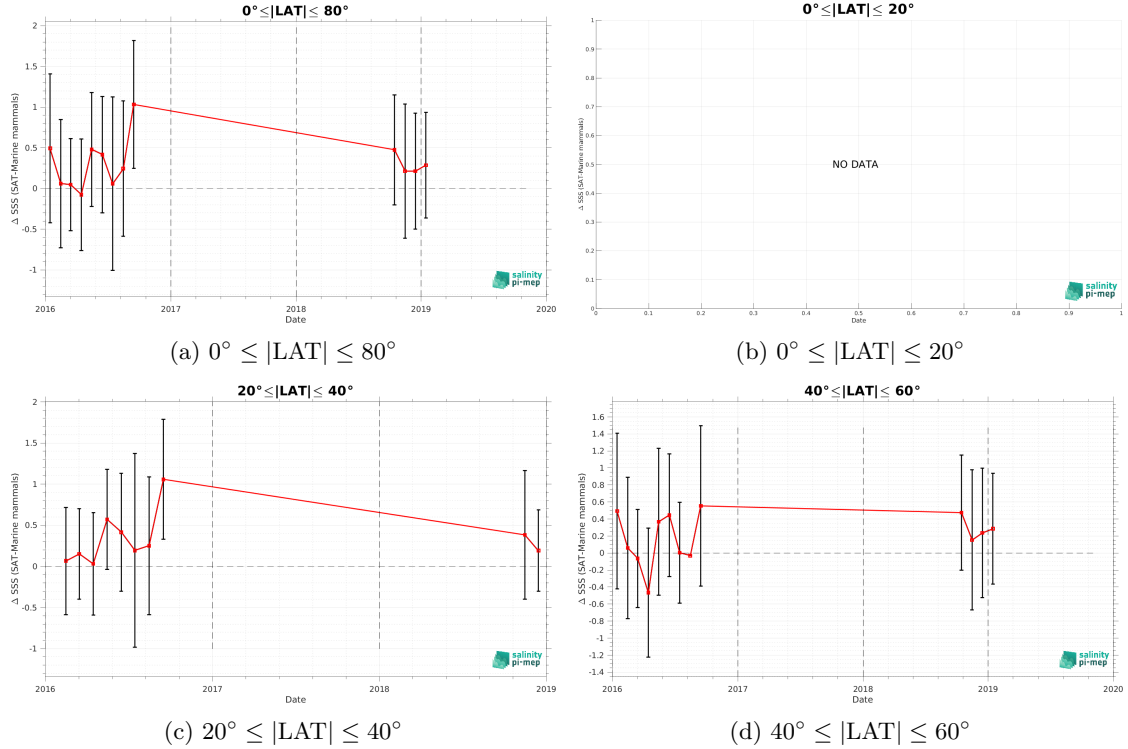 0°≤|LAT|≤ 80°
2
1.5
1
0.5
0
-0.5
-1
Δ SSS (SAT-Marine mammals)
2016
2017
2018
2019
2020
Date
salinity
pi-mep
(a) 0° ≤ |LAT| ≤ 80°
0°≤|LAT|≤ 20°
1
0.9
0.8
0.7
0.6
0.5
0.4
0.3
0.2
0.1
0
Δ SSS (SAT-Marine mammals)
NO DATA
0
0.1
0.2
0.3
0.4
0.5
0.6
0.7
0.8
0.9
1
Date
salinity
pi-mep
(b) 0° ≤ |LAT| ≤ 20°
20°≤|LAT|≤ 40°
2
1.5
1
0.5
0
-0.5
-1
Δ SSS (SAT-Marine mammals)
2016
2017
2018
2019
Date
salinity
pi-mep
(c) 20° ≤ |LAT| ≤ 40°
40°≤|LAT|≤ 60°
1.6
1.4
1.2
1
0.8
0.6
0.4
0.2
0
-0.2
-0.4
-0.6
-0.8
-1
-1.2
-1.4
Δ SSS (SAT-Marine mammals)
2016
2017
2018
2019
2020
Date
salinity
pi-mep
(d) 40° ≤ |LAT| ≤ 60°